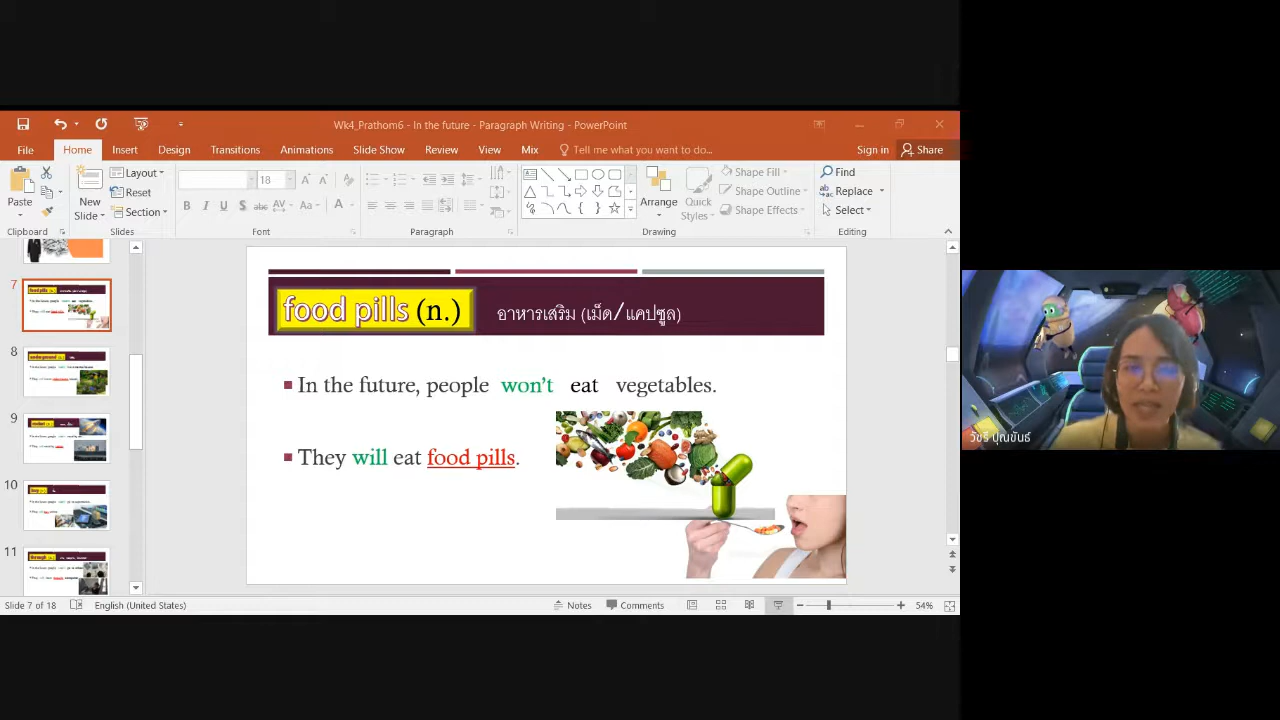 Wk4_Prathom6 - In the future - Paragraph Writing - PowerPoint
File Home Insert Design Transitions Animations Slide Show Review View Mix Tell me what you want to do... Sign in Share
Paste
New Slide
Layout
Reset
Section
18
Arrange
Quick Styles
Shape Fill
Shape Outline
Shape Effects
Find
Replace
Select
Clipboard Slides Font Paragraph Drawing Editing
7
8
9
10
11
food pills (n.) อาหารเสริม (เม็ด/แคปซูล)
In the future, people won't eat vegetables.
They will eat food pills.
วัชรี ปุณขันธ์
Slide 7 of 18 English (United States) Notes Comments 54%